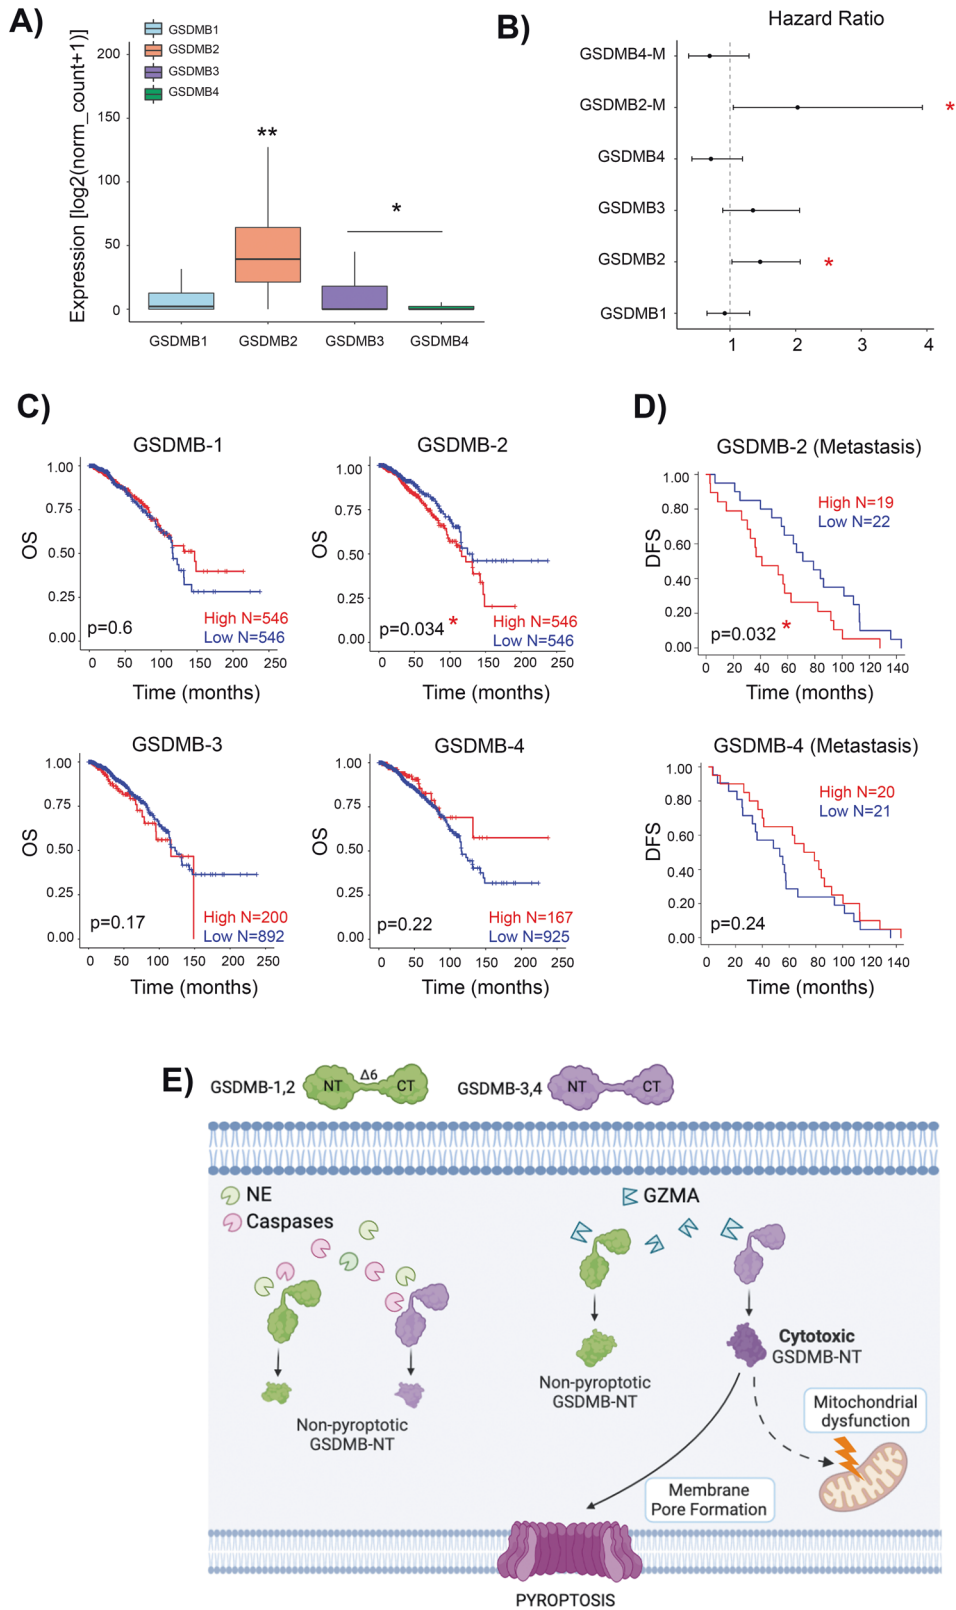 A)
GSDMB1
GSDMB2
GSDMB3
GSDMB4
Expression [log2(norm_count+1)]
200
150
100
50
0
**
*
GSDMB1 GSDMB2 GSDMB3 GSDMB4
B)
Hazard Ratio
GSDMB4-M
GSDMB2-M *
GSDMB4
GSDMB3
GSDMB2 *
GSDMB1
1 2 3 4
C)
GSDMB-1
OS
1.00
0.75
0.50
0.25
0.00
p=0.6
High N=546
Low N=546
0 50 100 150 200 250
Time (months)
GSDMB-2
OS
1.00
0.75
0.50
0.25
0.00
p=0.034 *
High N=546
Low N=546
0 50 100 150 200 250
Time (months)
D)
GSDMB-2 (Metastasis)
DFS
1.00
0.80
0.60
0.40
0.20
0.00
High N=19
Low N=22
p=0.032 *
0 20 40 60 80 100 120 140
Time (months)
GSDMB-3
OS
1.00
0.75
0.50
0.25
0.00
p=0.17
High N=200
Low N=892
0 50 100 150 200 250
Time (months)
GSDMB-4
OS
1.00
0.75
0.50
0.25
0.00
p=0.22
High N=167
Low N=925
0 50 100 150 200 250
Time (months)
GSDMB-4 (Metastasis)
DFS
1.00
0.80
0.60
0.40
0.20
0.00
High N=20
Low N=21
p=0.24
0 20 40 60 80 100 120 140
Time (months)
E)
GSDMB-1,2 NT Δ6 CT
GSDMB-3,4 NT CT
NE
Caspases
GZMA
Non-pyroptotic
GSDMB-NT
Non-pyroptotic
GSDMB-NT
Cytotoxic
GSDMB-NT
Mitochondrial
dysfunction
Membrane
Pore Formation
PYROPTOSIS